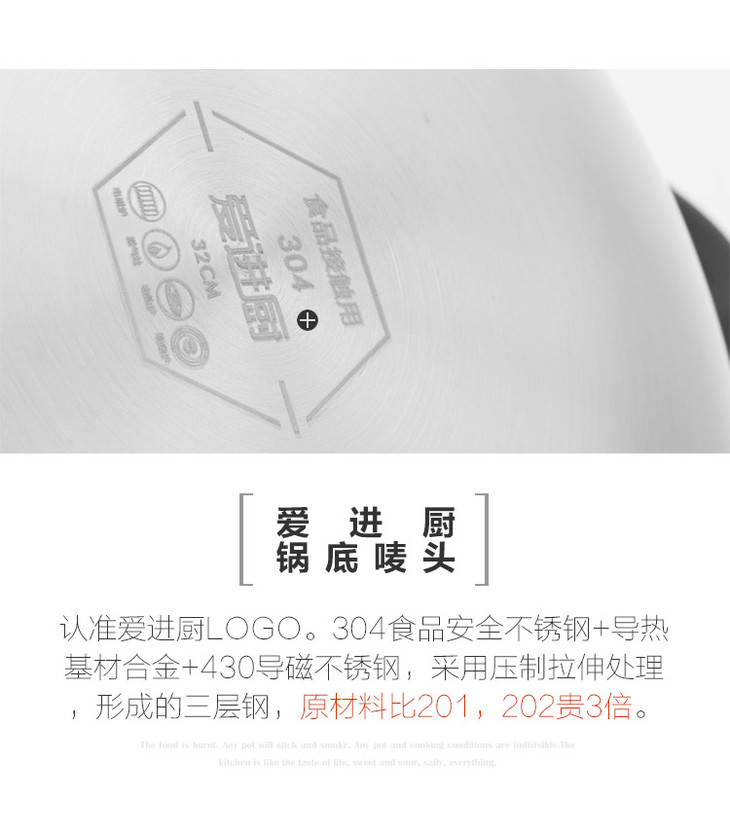 食品接触用
304
爱进厨
32CM
爱进厨
锅底唛头
认准爱进厨LOGO。304食品安全不锈钢+导热
基材合金+430导磁不锈钢，采用压制拉伸处理
，形成的三层钢，原材料比201，202贵3倍。
The food is burnt. Any pot will stick and smoke. Any pot and cooking conditions are indivisible.The
kitchen is like the taste of life, sweet and sour, salty, everything.